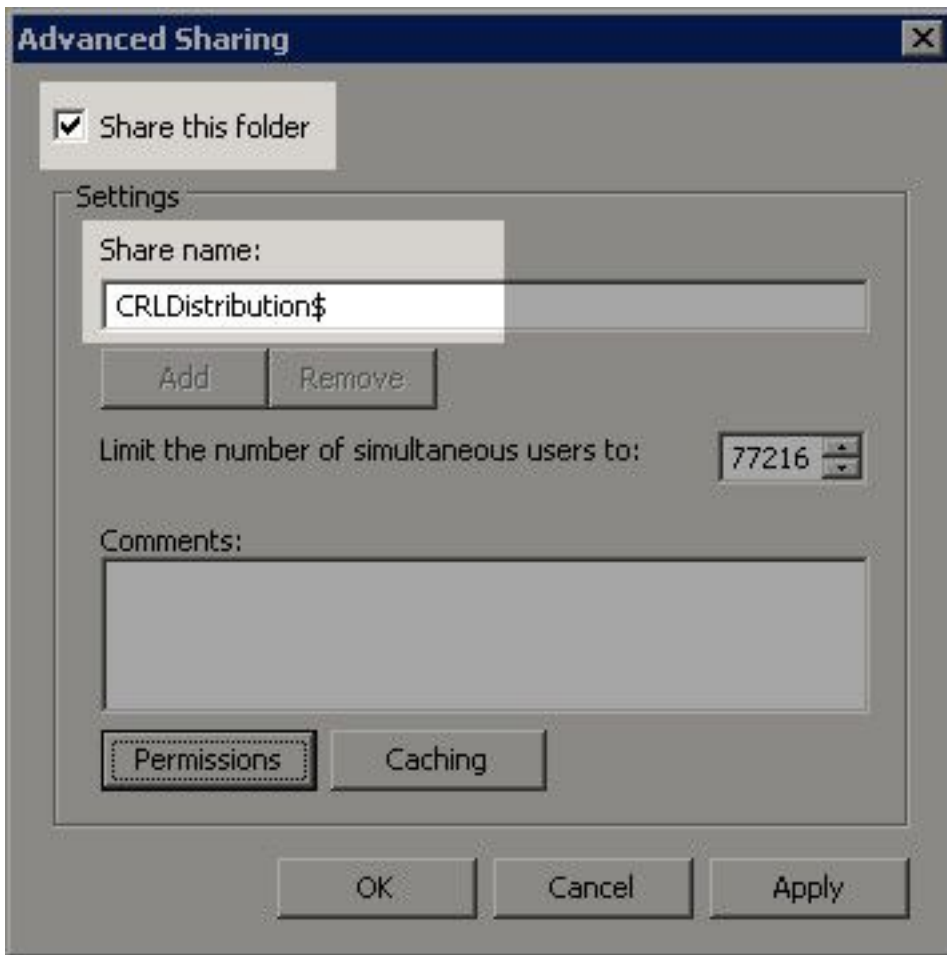 Advanced Sharing
Share this folder
Settings
Share name:
CRLDistribution$
Add Remove
Limit the number of simultaneous users to: 77216
Comments:
Permissions Caching
OK Cancel Apply